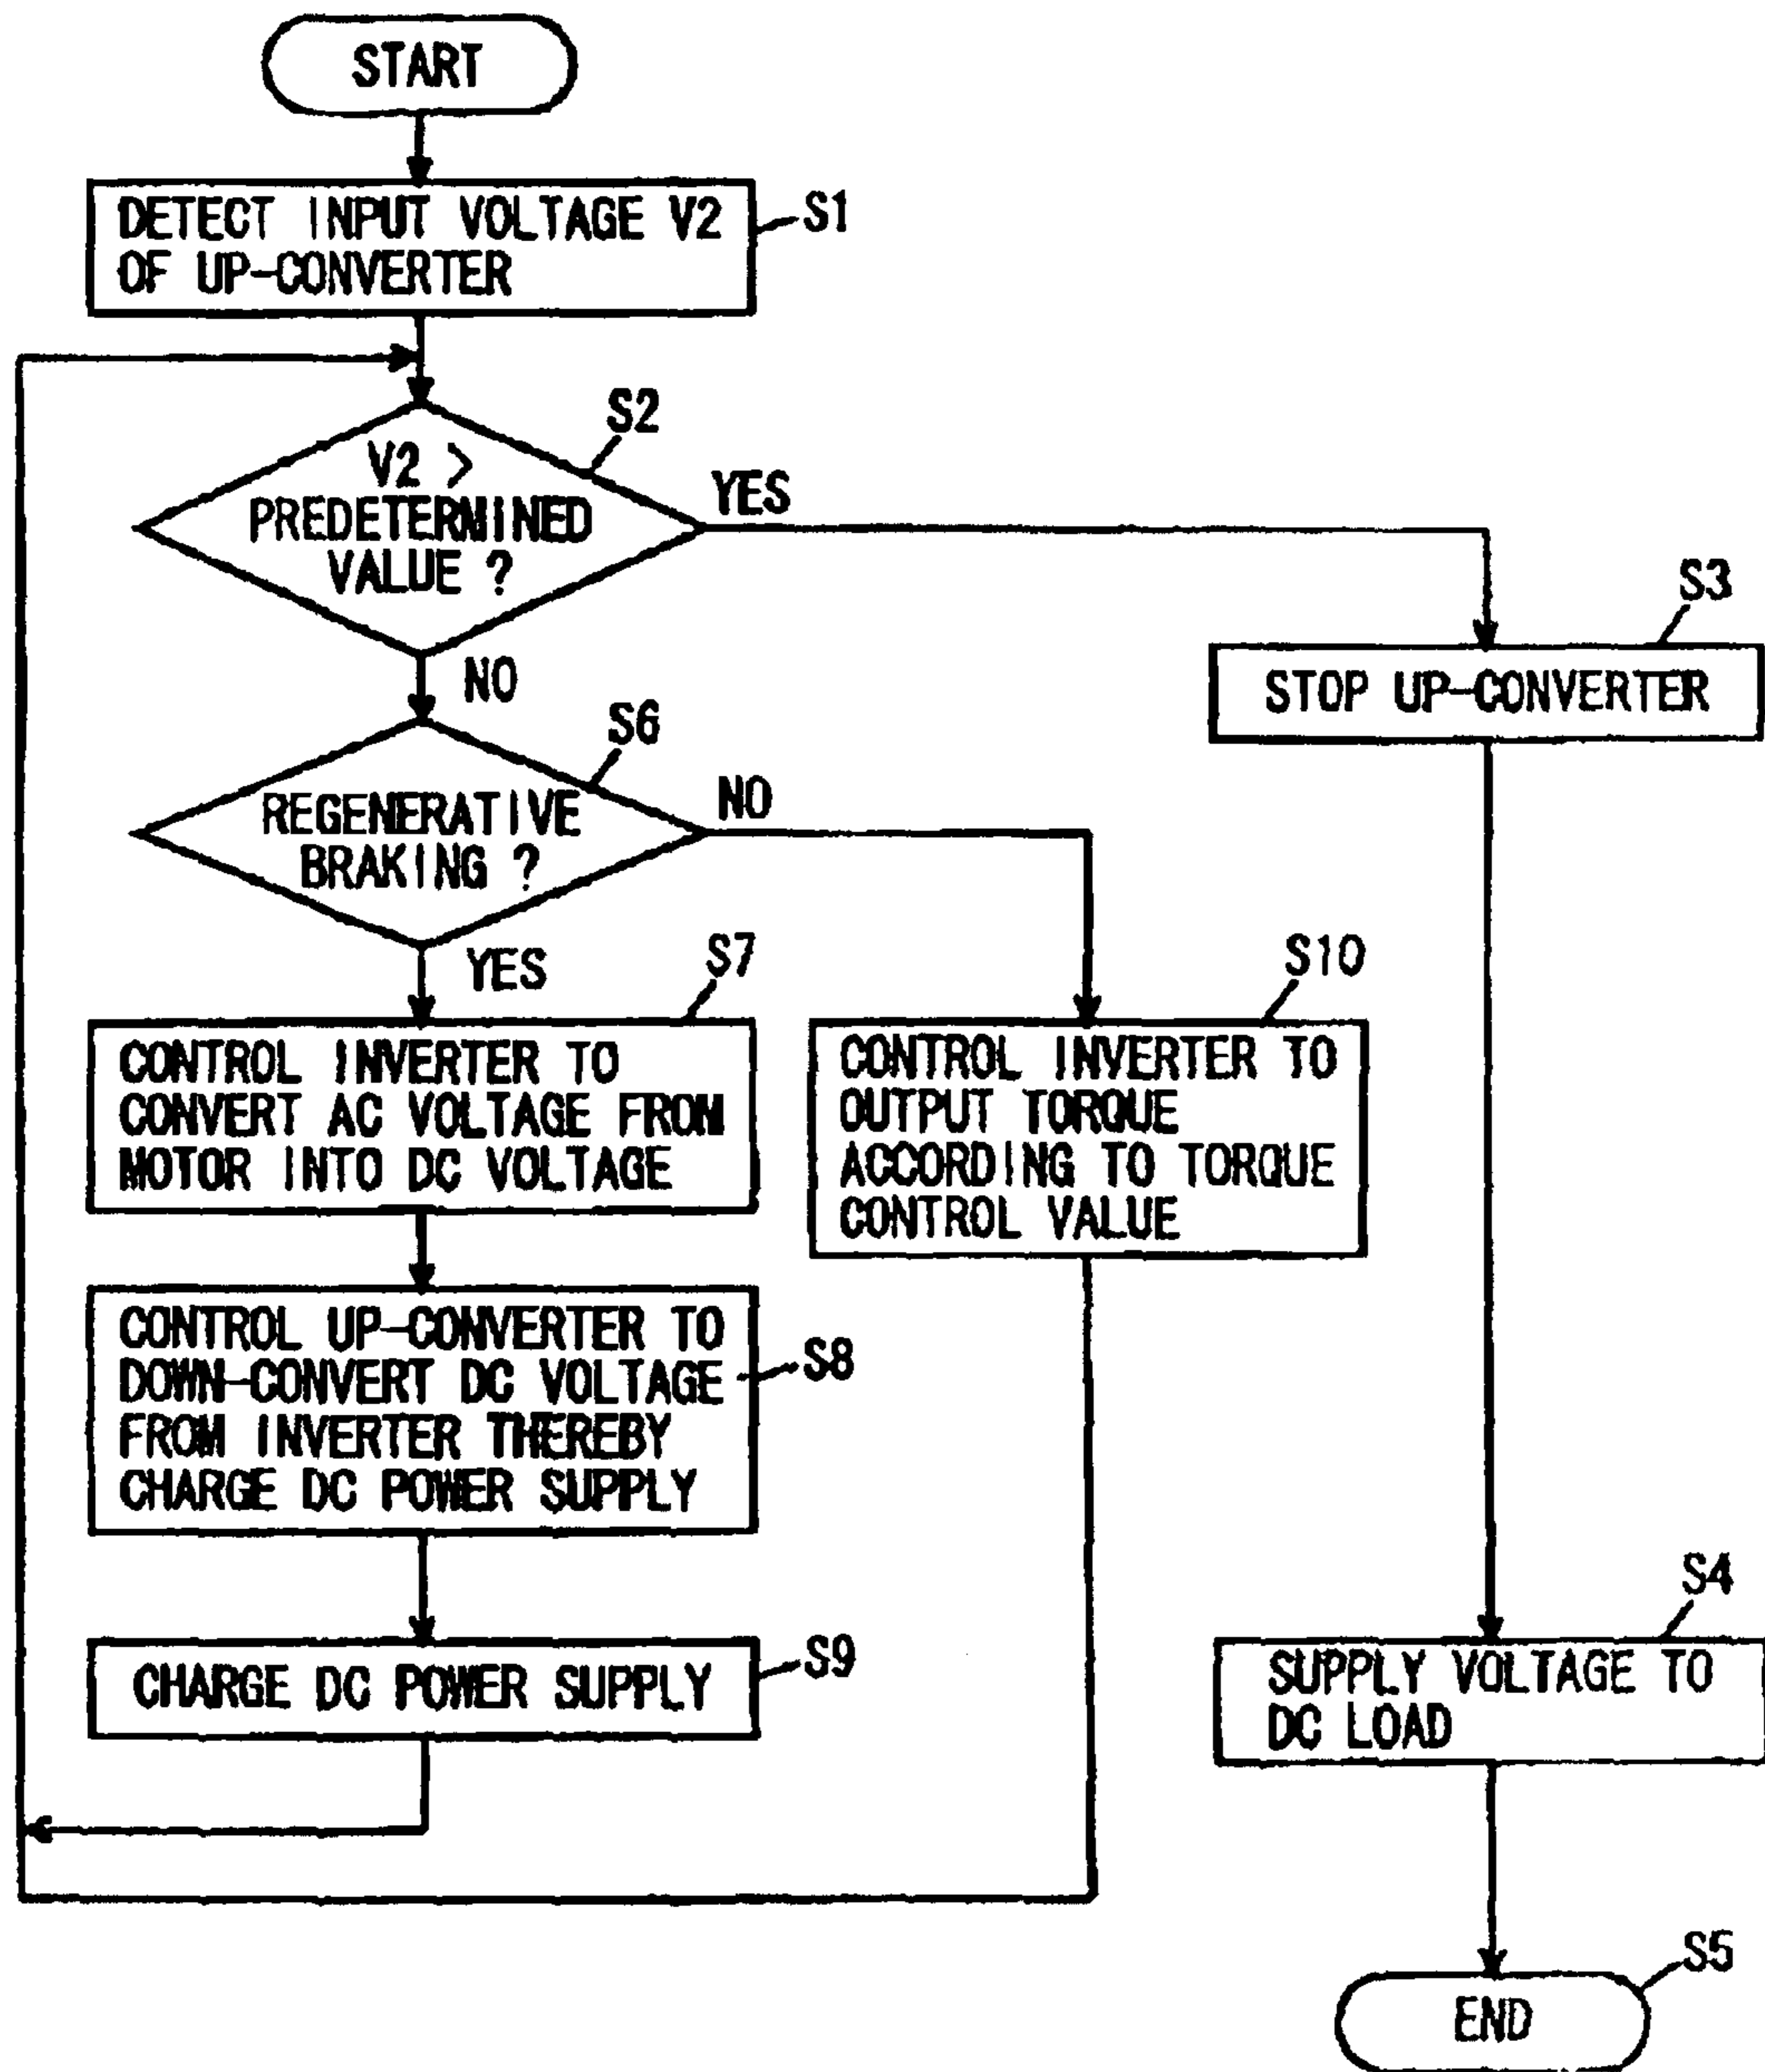 START
DETECT INPUT VOLTAGE V2
OF UP-CONVERTER
S1
V2 >
PREDETERMINED
VALUE ?
S2
YES
NO
S3
STOP UP-CONVERTER
REGENERATIVE
BRAKING ?
S6
NO
YES
S7
CONTROL INVERTER TO
CONVERT AC VOLTAGE FROM
MOTOR INTO DC VOLTAGE
S10
CONTROL INVERTER TO
OUTPUT TORQUE
ACCORDING TO TORQUE
CONTROL VALUE
CONTROL UP-CONVERTER TO
DOWN-CONVERT DC VOLTAGE
FROM INVERTER THEREBY
CHARGE DC POWER SUPPLY
S8
CHARGE DC POWER SUPPLY
S9
S4
SUPPLY VOLTAGE TO
DC LOAD
S5
END